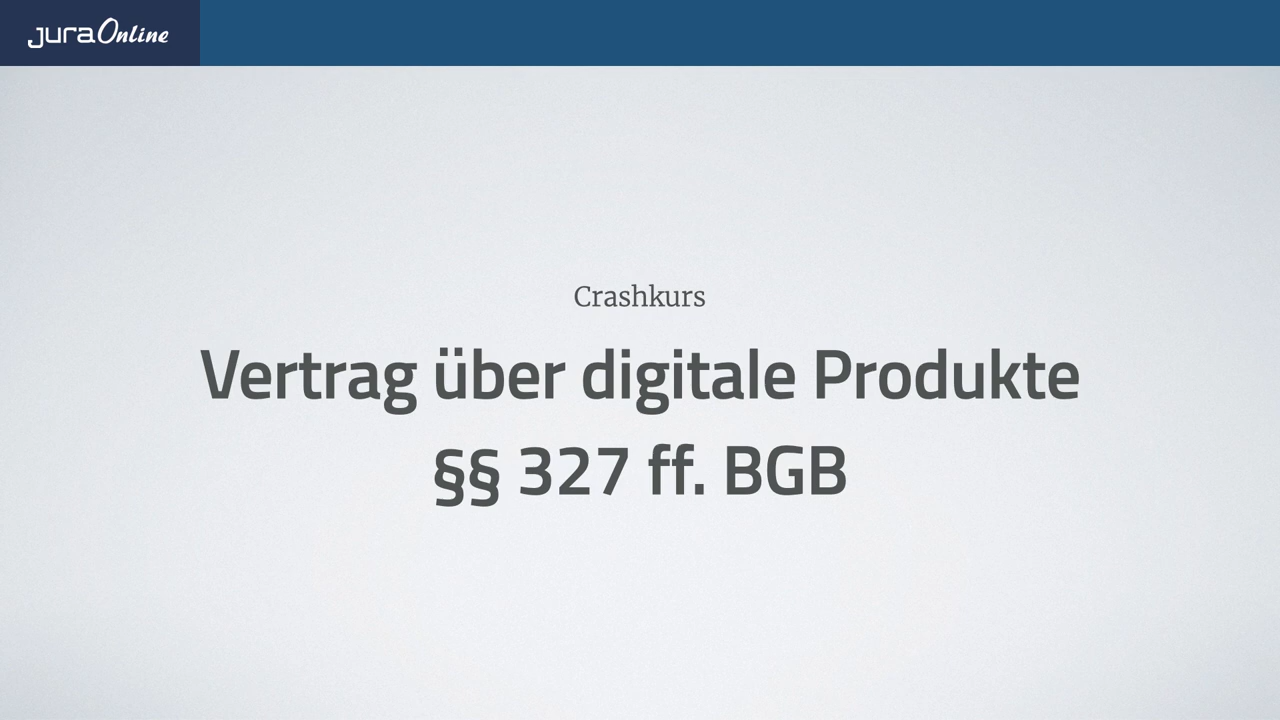 juraOnline
Crashkurs
Vertrag über digitale Produkte
§§ 327 ff. BGB